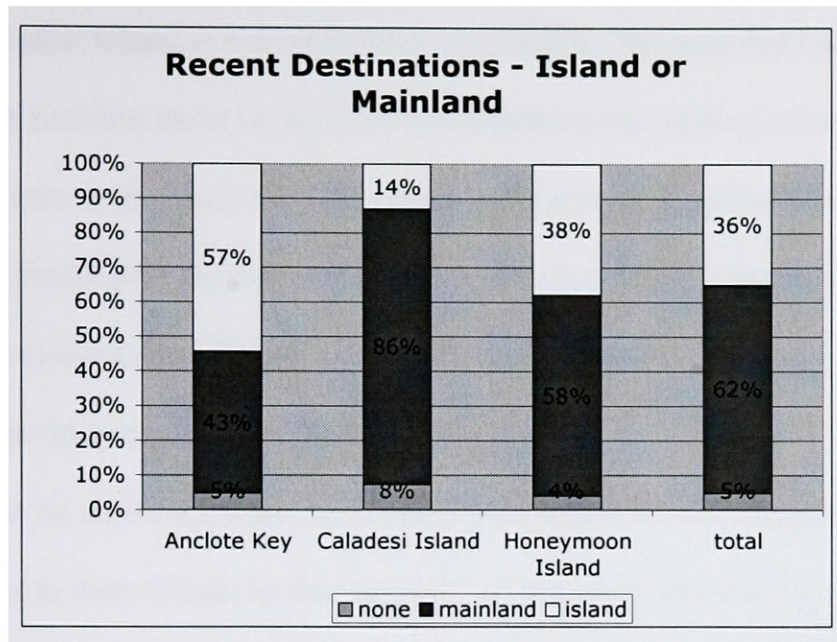 Recent Destinations - Island or
Mainland
100%
90%
80%
70%
60%
50%
40%
30%
20%
10%
0%
57%
43%
5%
14%
86%
8%
38%
58%
4%
36%
62%
5%
Anclote Key
Caladesi Island
Honeymoon
Island
total
none
mainland
island